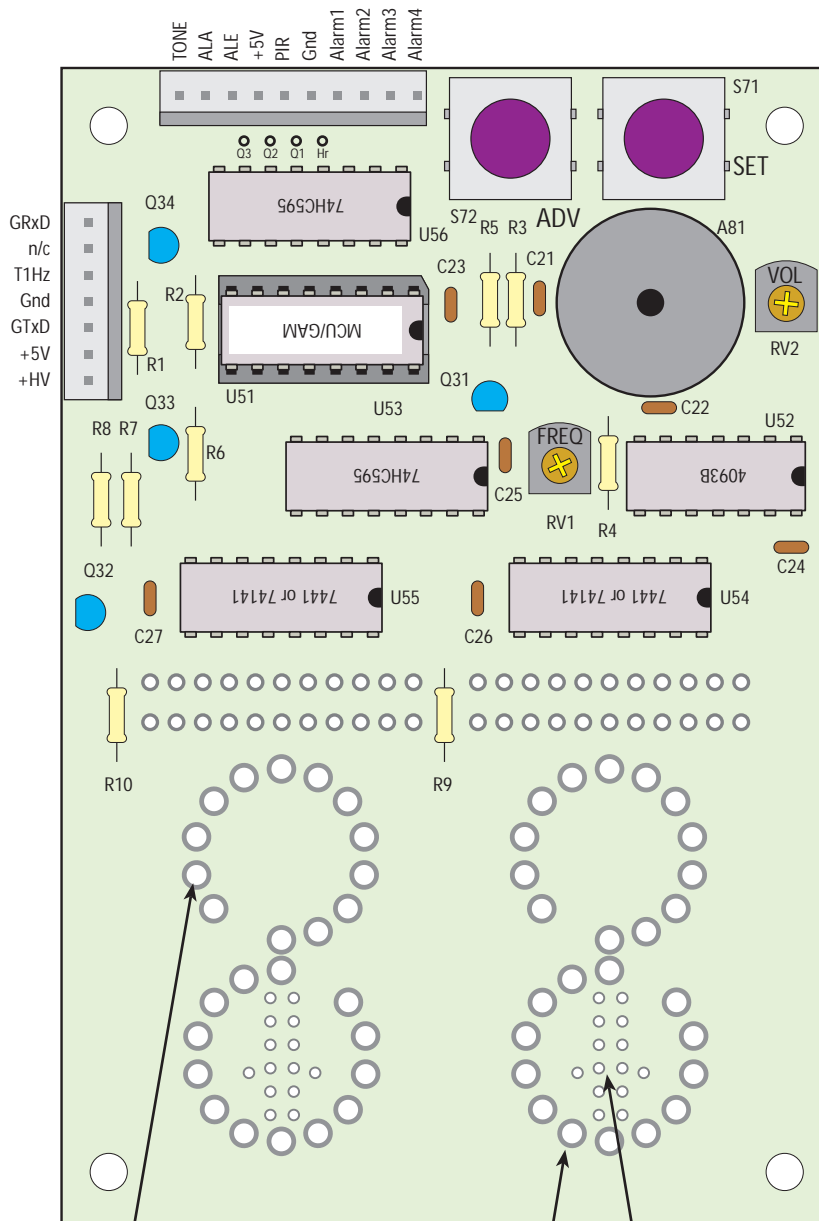 TONE
ALA
ALE
+5V
PIR
Gnd
Alarm1
Alarm2
Alarm3
Alarm4
S71
SET
S72
ADV
Q3 Q2 Q1 Hr
Q34
74HC595
U56
R5 R3
A81
GRxD
n/c
T1Hz
Gnd
GTxD
+5V
+HV
C23
C21
VOL
RV2
R2
R1
MCU/GAM
U51
Q31
U53
C22
U52
Q33
R8 R7
R6
74HC595
C25
FREQ
RV1
R4
4093B
C24
Q32
C27
7441 or 74141
U55
C26
7441 or 74141
U54
R10
R9